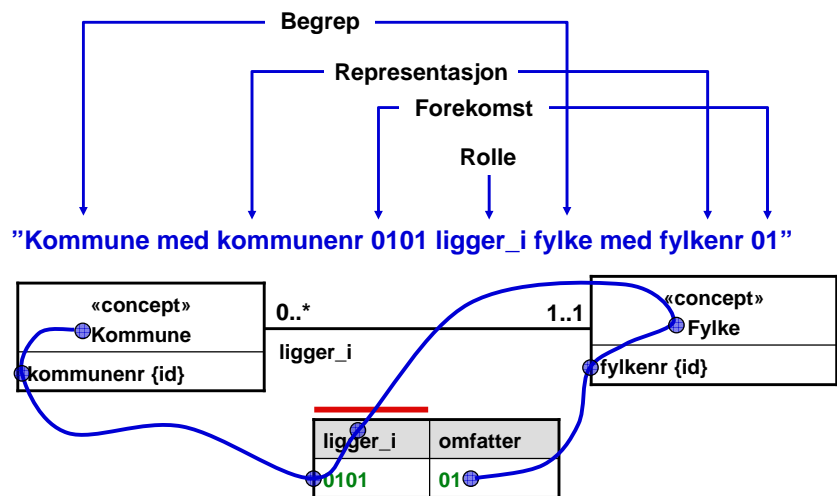 Begrep
Representasjon
Forekomst
Rolle
”Kommune med kommunenr 0101 ligger_i fylke med fylkenr 01”
«concept»
Kommune
kommunenr {id}
0..*
1..1
ligger_i
«concept»
Fylke
fylkenr {id}
ligger_i omfatter
0101 01